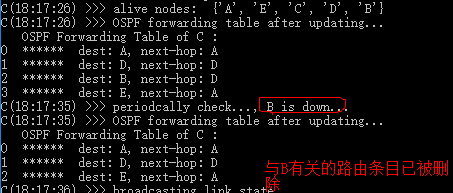 C(18:17:26) >>> alive nodes:  {'A', 'E', 'C', 'D', 'B'}
C(18:17:26) >>> OSPF forwarding table after updating...
OSPF Forwarding Table of C :
0  ******  dest: A, next-hop: A
1  ******  dest: D, next-hop: D
2  ******  dest: B, next-hop: D
3  ******  dest: E, next-hop: A
C(18:17:35) >>> periodcally check..., B is down...
C(18:17:35) >>> OSPF forwarding table after updating...
OSPF Forwarding Table of C :
0  ******  dest: A, next-hop: A
1  ******  dest: D, next-hop: D
2  ******  dest: E, next-hop: A
与B有关的路由条目已被删
除
C(18:17:36) >>> broadcasting link state